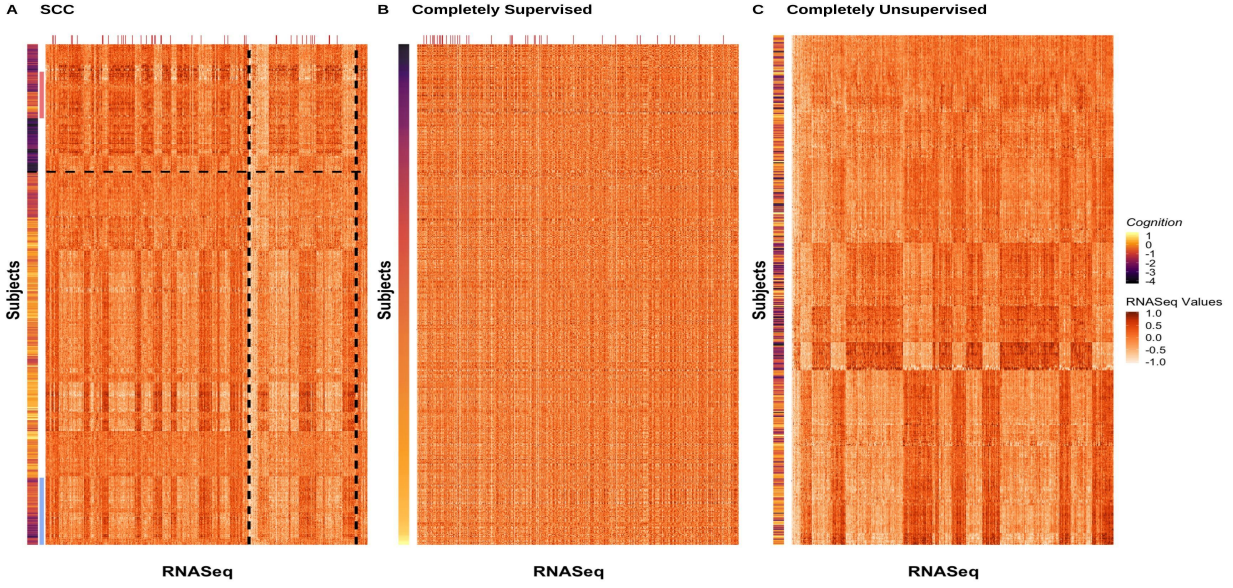 A SCC
B Completely Supervised
C Completely Unsupervised
Subjects
Subjects
Subjects
RNASeq
RNASeq
RNASeq
Cognition
1
0
-1
-2
-3
-4
RNASeq Values
1.0
0.5
0.0
-0.5
-1.0